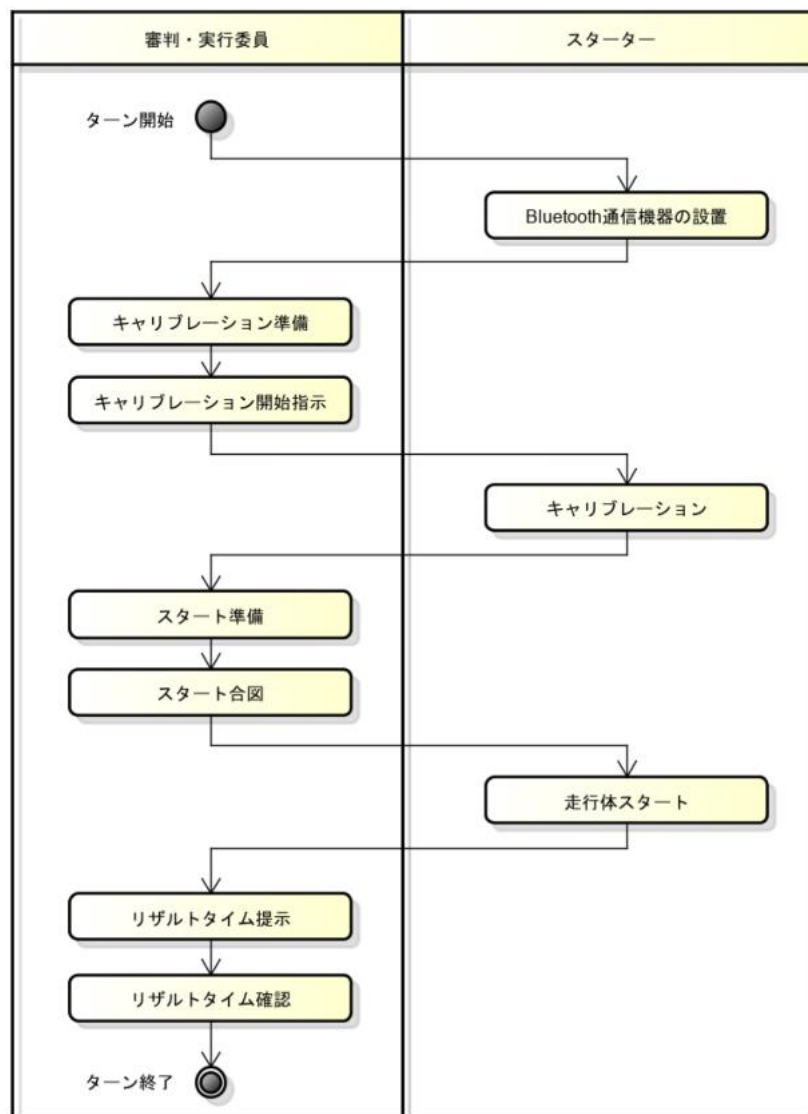 審判・実行委員
スターター
ターン開始
Bluetooth通信機器の設置
キャリブレーション準備
キャリブレーション開始指示
キャリブレーション
スタート準備
スタート合図
走行体スタート
リザルトタイム提示
リザルトタイム確認
ターン終了